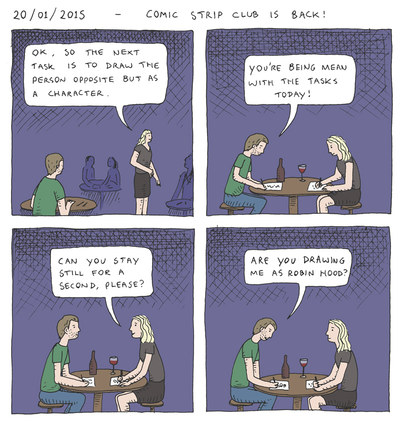 20/01/2015 - COMIC STRIP CLUB IS BACK!
OK, SO THE NEXT
TASK IS TO DRAW THE
PERSON OPPOSITE BUT AS
A CHARACTER.
YOU'RE BEING MEAN
WITH THE TASKS
TODAY!
CAN YOU STAY
STILL FOR A
SECOND, PLEASE?
ARE YOU DRAWING
ME AS ROBIN HOOD?